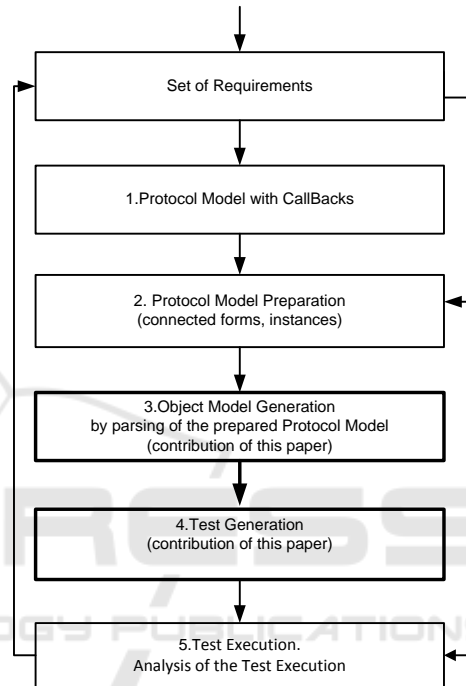 Set of Requirements
1.Protocol Model with CallBacks
2. Protocol Model Preparation
(connected forms, instances)
3.Object Model Generation
by parsing of the prepared Protocol Model
(contribution of this paper)
4.Test Generation
(contribution of this paper)
5.Test Execution.
Analysis of the Test Execution